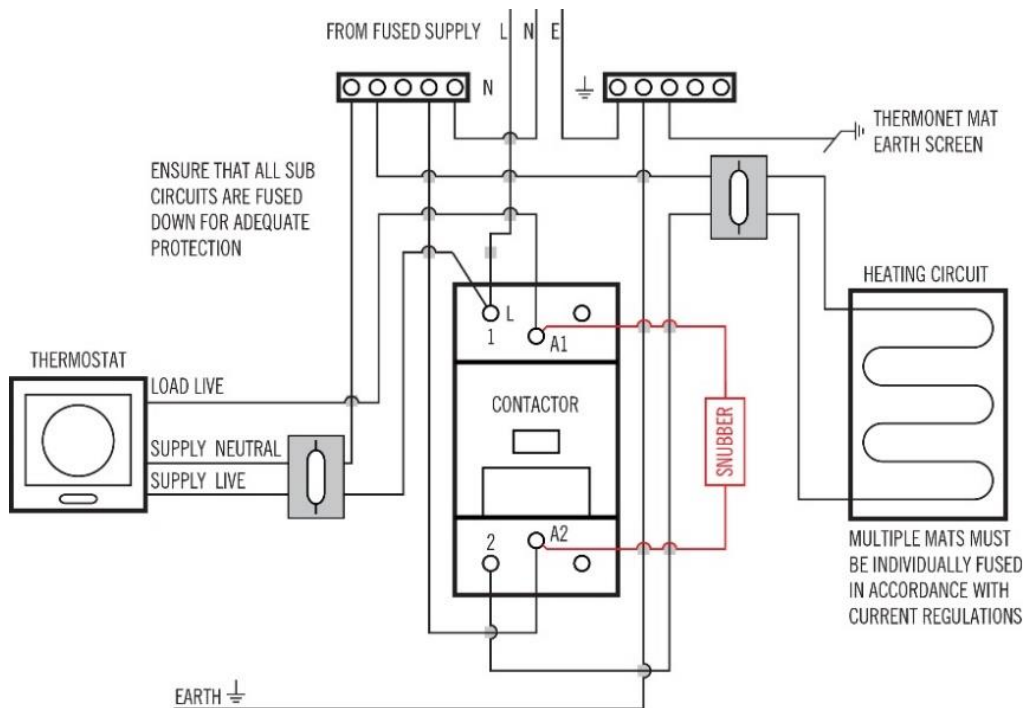 FROM FUSED SUPPLY L N E
N
THERMONET MAT
EARTH SCREEN
ENSURE THAT ALL SUB
CIRCUITS ARE FUSED
DOWN FOR ADEQUATE
PROTECTION
HEATING CIRCUIT
L
1
A1
THERMOSTAT
LOAD LIVE
CONTACTOR
SNUBBER
SUPPLY NEUTRAL
SUPPLY LIVE
2
A2
MULTIPLE MATS MUST
BE INDIVIDUALLY FUSED
IN ACCORDANCE WITH
CURRENT REGULATIONS
EARTH